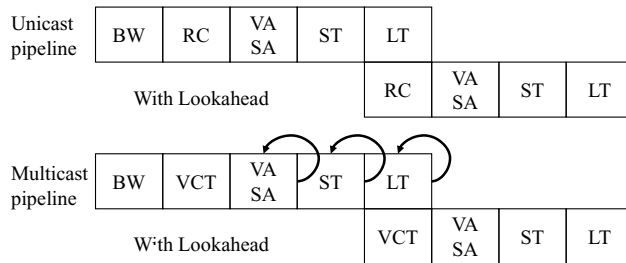 Unicast pipeline
BW RC VA SA ST LT
With Lookahead
RC VA SA ST LT
Multicast pipeline
BW VCT VA SA ST LT
With Lookahead
VCT VA SA ST LT